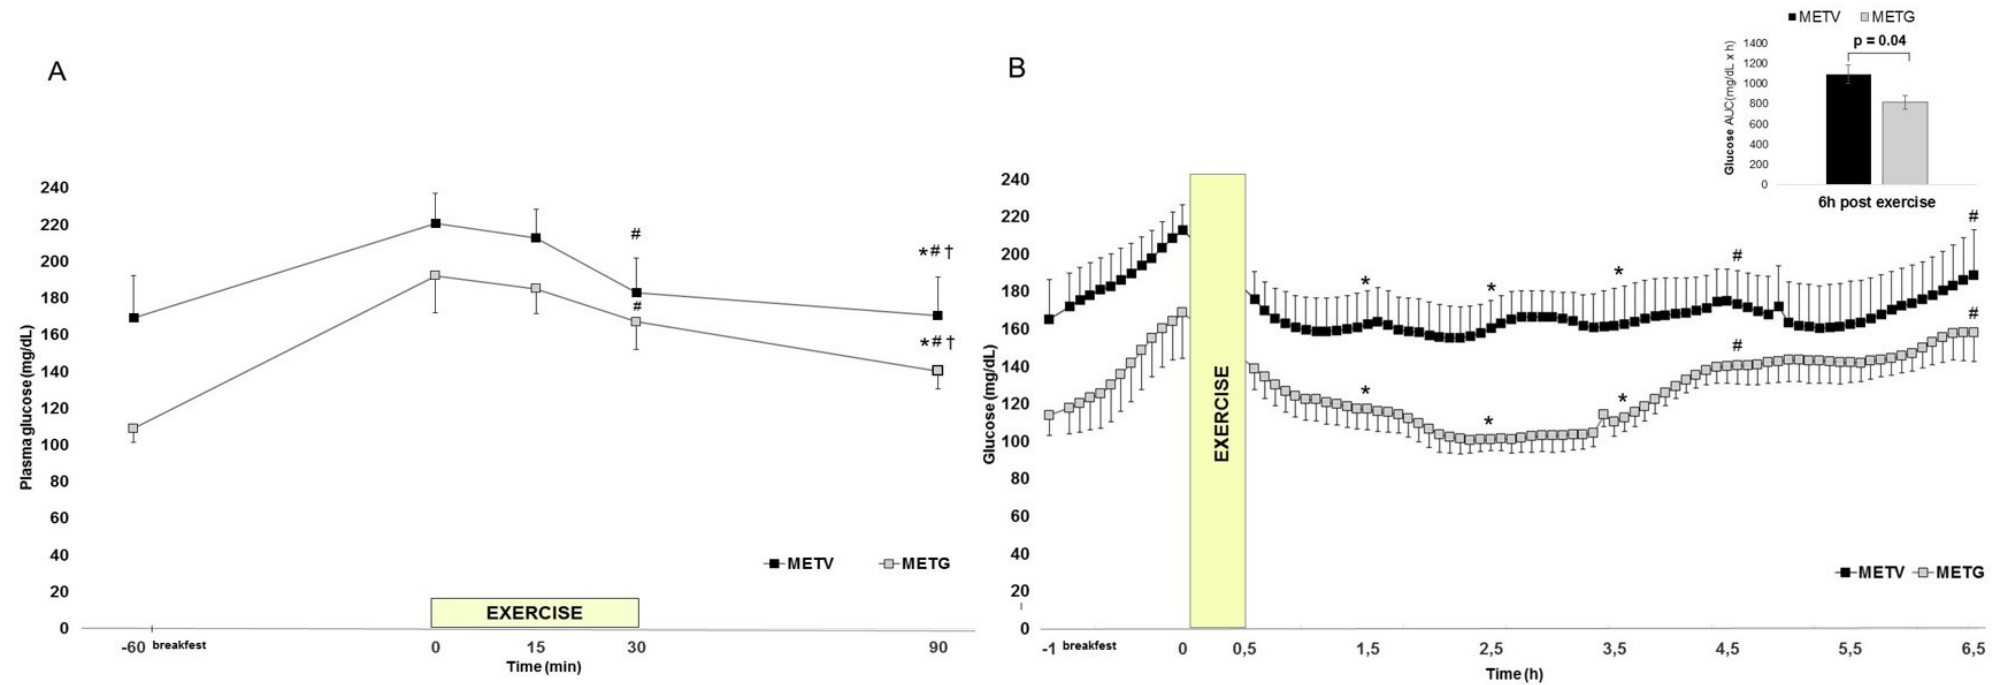 A
240
220
200
180
160
140
120
100
80
60
40
20
0
Plasma glucose (mg/dL)
#
#
*#†
*#†
METV METG
EXERCISE
-60 breakfest 0 15 30 90
Time (min)
B
METV METG
p = 0.04
1400
1200
1000
800
600
400
200
0
Glucose AUC(mg/dL x h)
6h post exercise
240
220
200
180
160
140
120
100
80
60
40
20
0
Glucose (mg/dL)
EXERCISE
* * * # #
* * * # #
METV METG
-1 breakfest 0 0,5 1,5 2,5 3,5 4,5 5,5 6,5
Time (h)